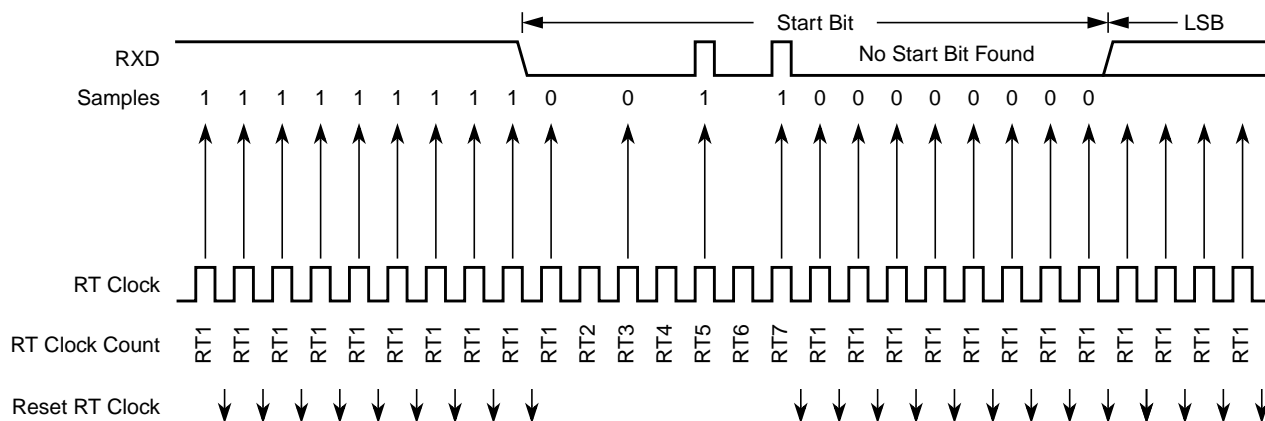 Start Bit
LSB
RXD
No Start Bit Found
Samples 1 1 1 1 1 1 1 1 1 0 0 1 1 0 0 0 0 0 0 0 0
RT Clock
RT Clock Count RT1 RT1 RT1 RT1 RT1 RT1 RT1 RT1 RT1 RT1 RT2 RT3 RT4 RT5 RT6 RT7 RT1 RT1 RT1 RT1 RT1 RT1 RT1 RT1 RT1 RT1 RT1 RT1
Reset RT Clock